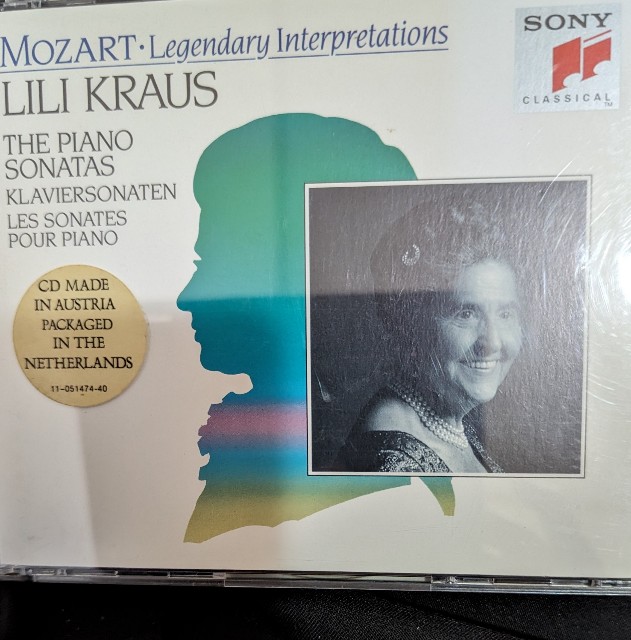 MOZART · Legendary Interpretations
LILI KRAUS
THE PIANO
SONATAS
KLAVIERSONATEN
LES SONATES
POUR PIANO
CD MADE
IN AUSTRIA
PACKAGED
IN THE
NETHERLANDS
11-051474-40
SONY
CLASSICAL
TM